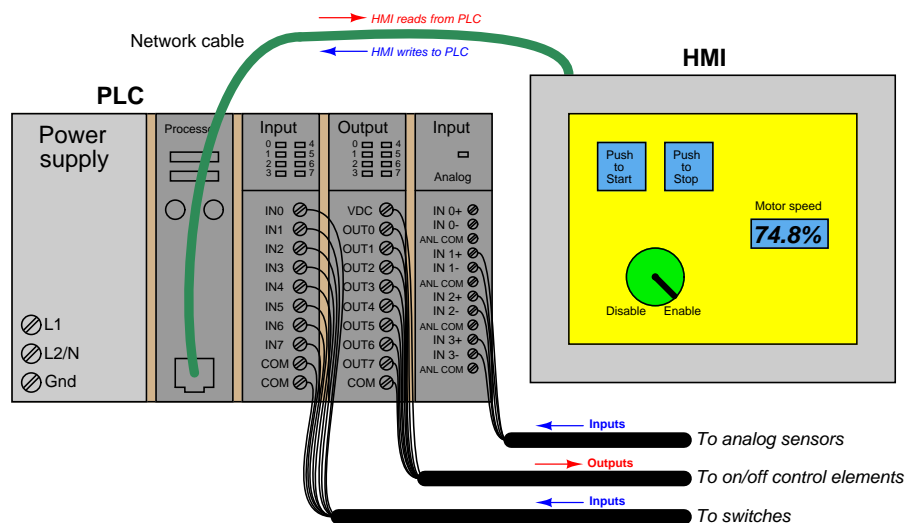 HMI reads from PLC
Network cable
HMI writes to PLC
HMI
PLC
Power
supply
L1
L2/N
Gnd
Processor
Input
0 4
1 5
2 6
3 7
IN0
IN1
IN2
IN3
IN4
IN5
IN6
IN7
COM
COM
Output
0 4
1 5
2 6
3 7
VDC
OUT0
OUT1
OUT2
OUT3
OUT4
OUT5
OUT6
OUT7
COM
Input
Analog
IN 0+
IN 0-
ANL COM
IN 1+
IN 1-
ANL COM
IN 2+
IN 2-
ANL COM
IN 3+
IN 3-
ANL COM
Push
to
Start
Push
to
Stop
Motor speed
74.8%
Disable
Enable
Inputs
To analog sensors
Outputs
To on/off control elements
Inputs
To switches